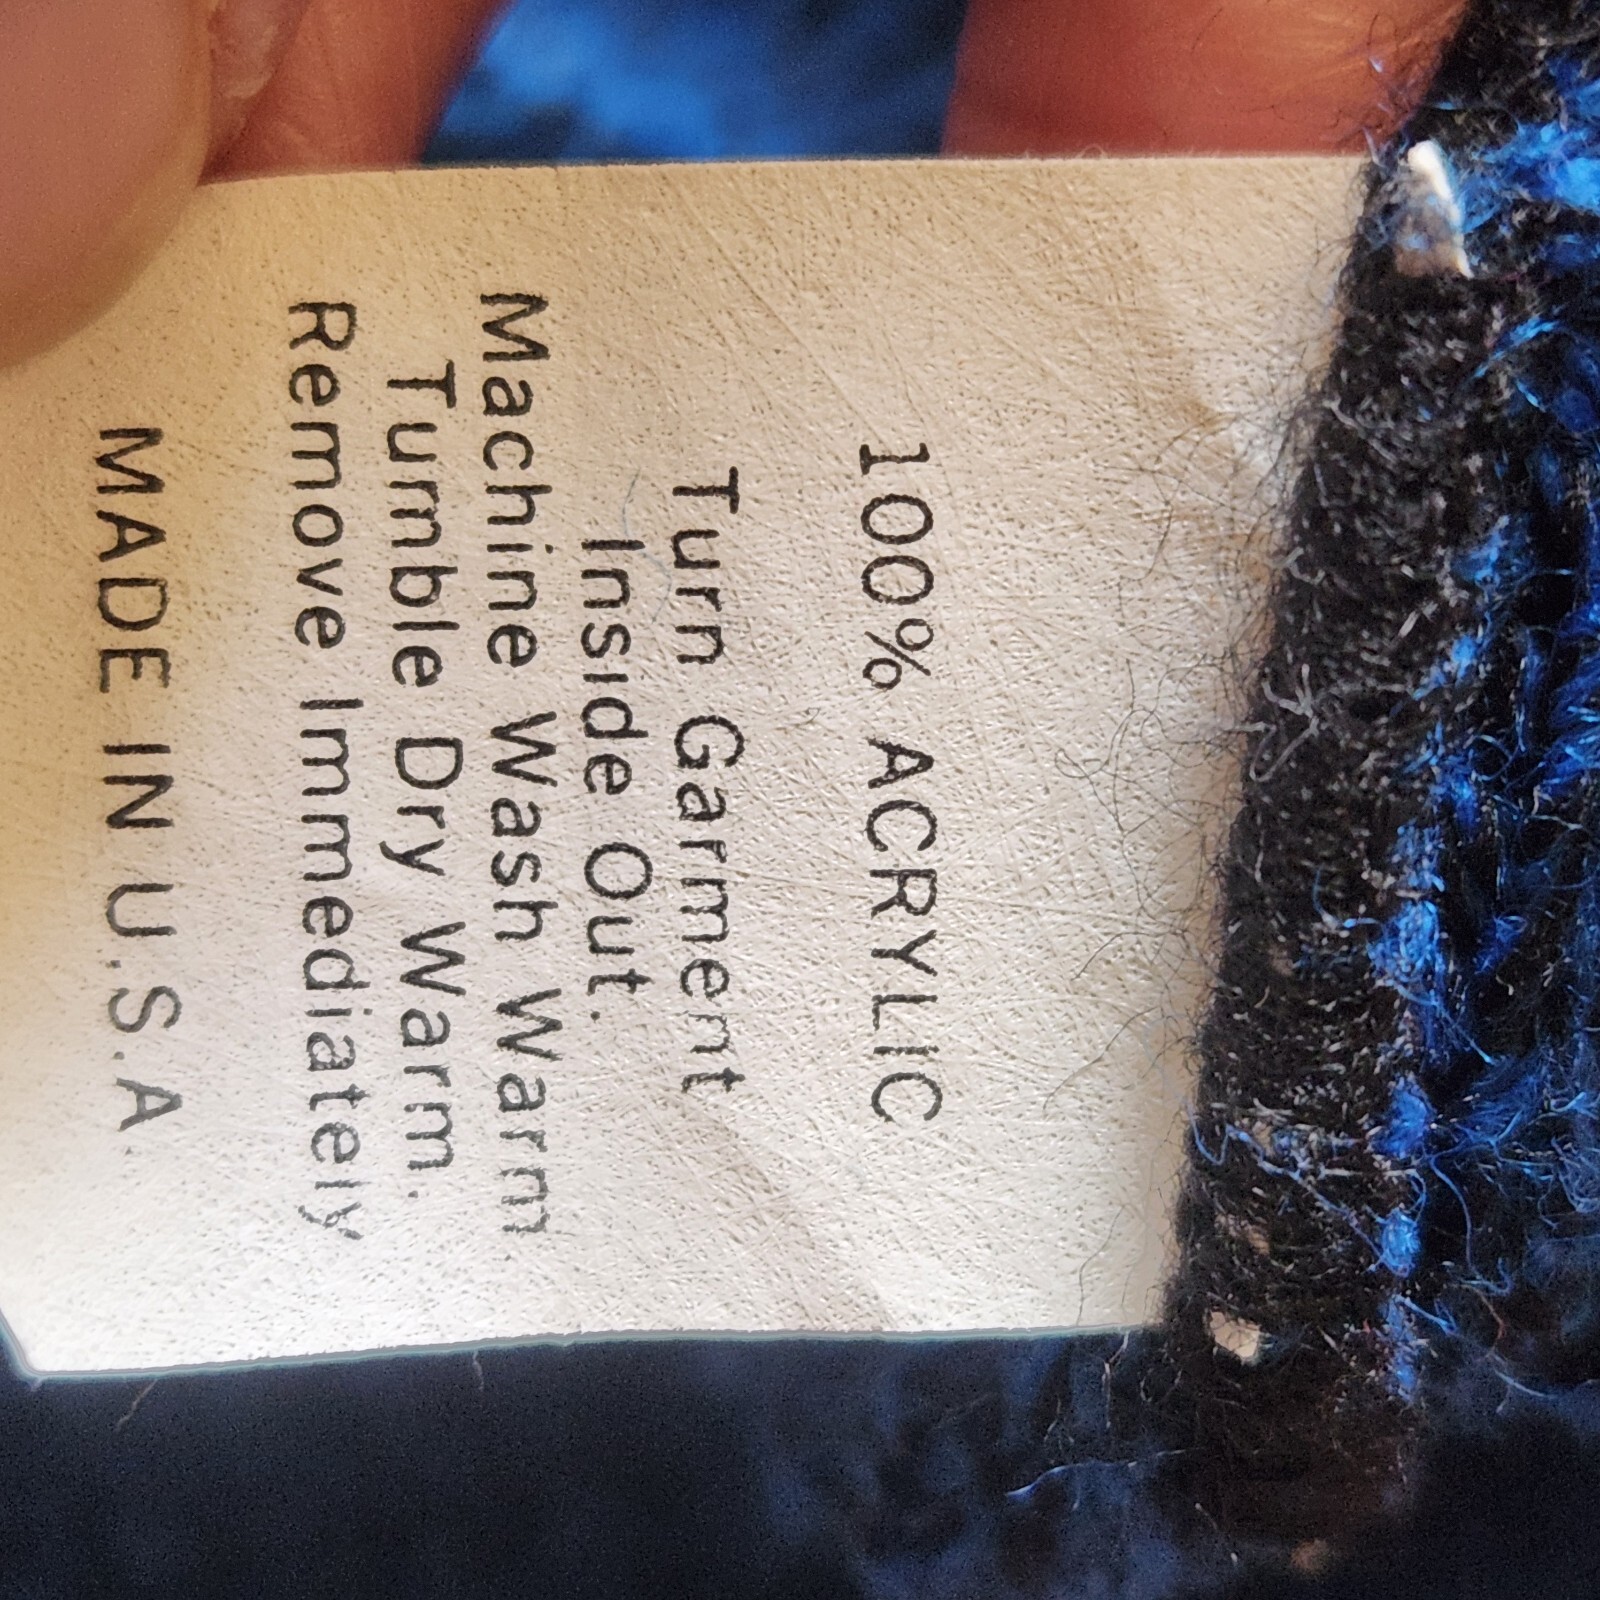 100% ACRYLIC
Turn Garment
Inside Out.
Machine Wash Warm
Tumble Dry Warm.
Remove Immediately
MADE IN U.S.A.